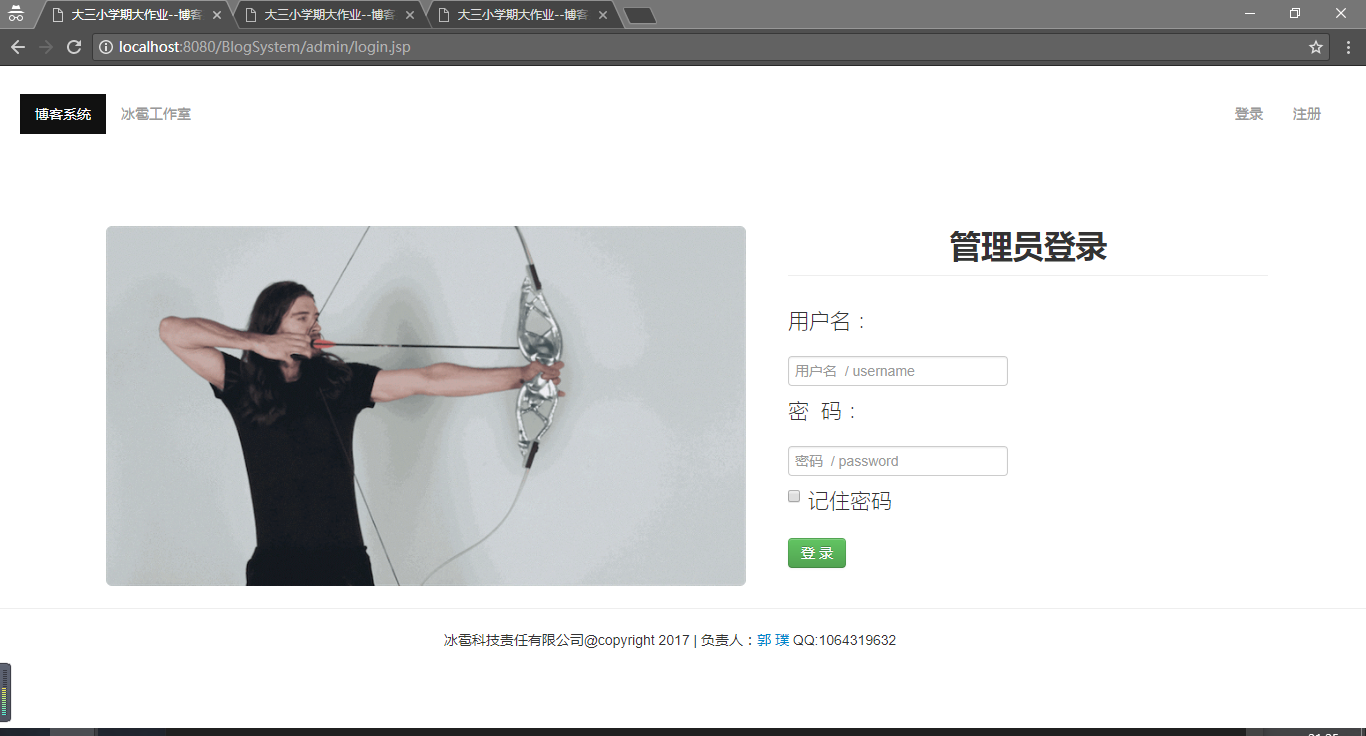 大三小学期大作业--博客 大三小学期大作业--博客 大三小学期大作业--博客
localhost:8080/BlogSystem/admin/login.jsp
博客系统 冰雹工作室 登录 注册
管理员登录
用户名：
用户名 / username
密 码：
密码 / password
记住密码
登 录
冰雹科技责任有限公司@copyright 2017 | 负责人：郭 璞 QQ:1064319632